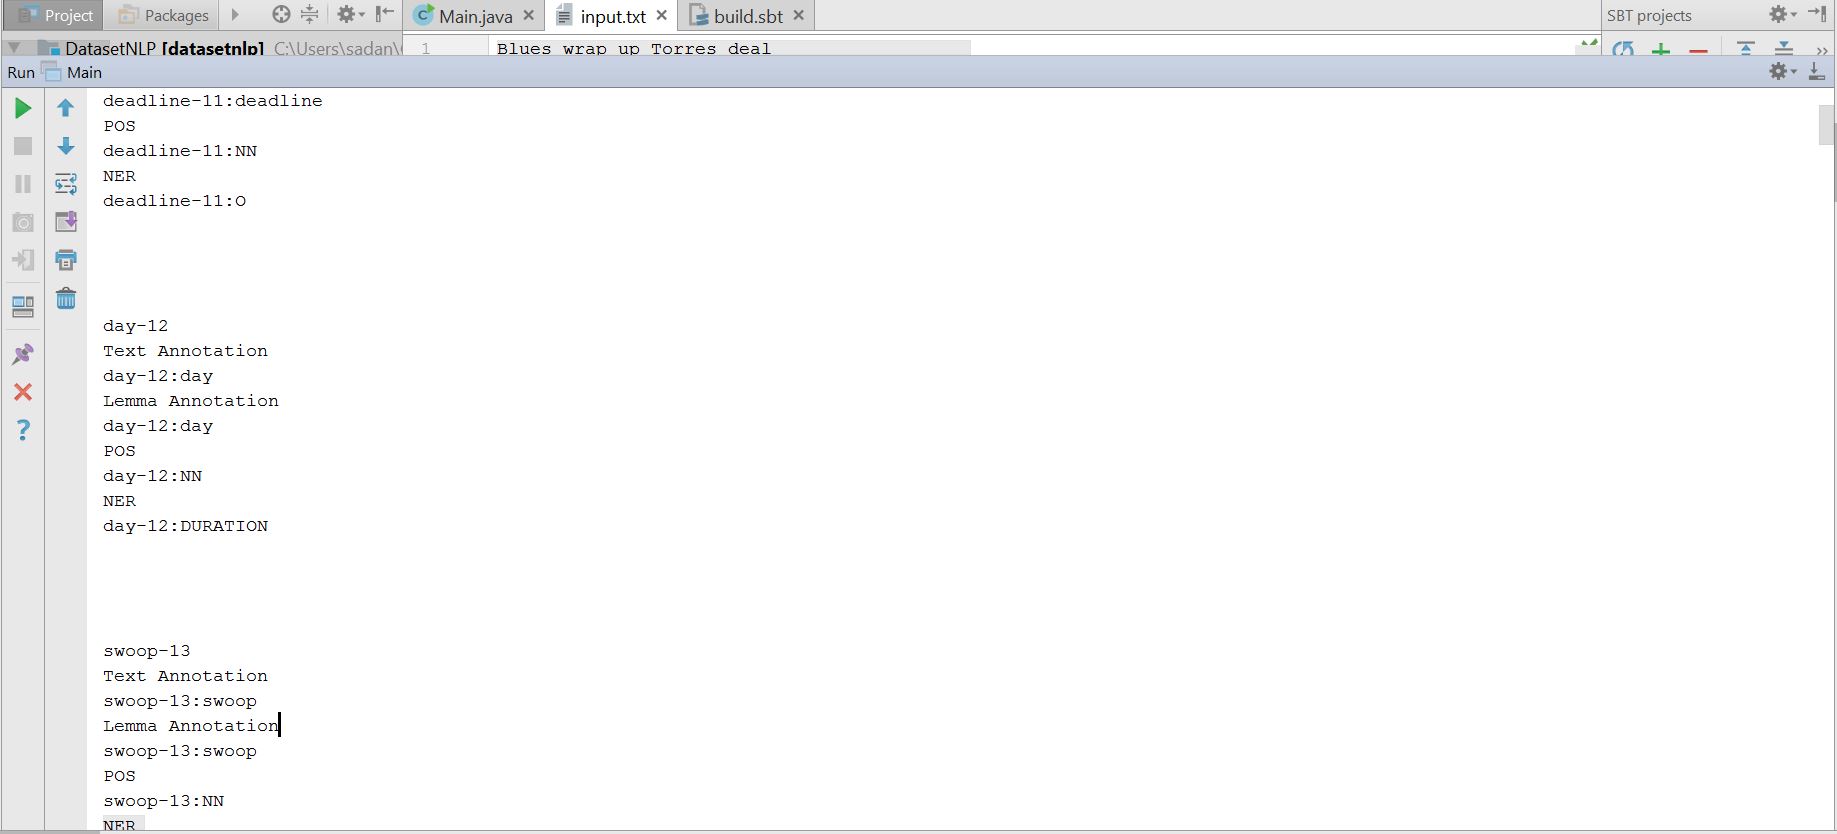 Project Packages Main.java input.txt build.sbt SBT projects
DatasetNLP [datasetnlp] C:\Users\sadan\ 1 Blues wrap up Torres deal
Run Main
deadline-11:deadline
POS
deadline-11:NN
NER
deadline-11:O
day-12
Text Annotation
day-12:day
Lemma Annotation
day-12:day
POS
day-12:NN
NER
day-12:DURATION
swoop-13
Text Annotation
swoop-13:swoop
Lemma Annotation
swoop-13:swoop
POS
swoop-13:NN
NER